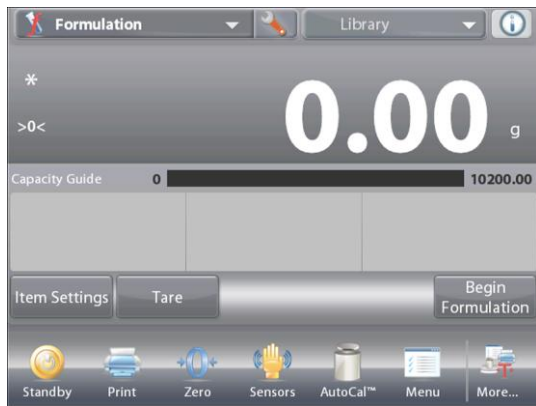 Formulation
Library
*
>0<
0.00 g
Capacity Guide 0 10200.00
Item Settings
Tare
Begin
Formulation
Standby
Print
Zero
Sensors
AutoCal™
Menu
More...